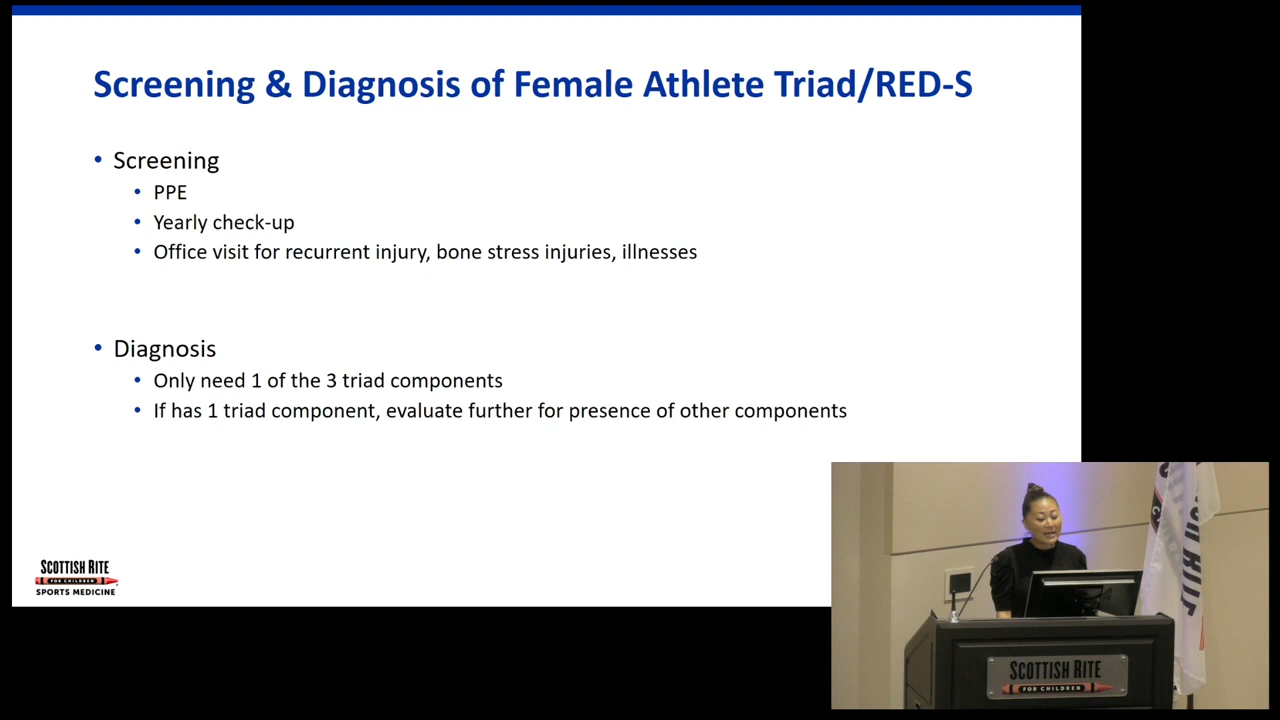 Screening & Diagnosis of Female Athlete Triad/RED-S
• Screening
• PPE
• Yearly check-up
• Office visit for recurrent injury, bone stress injuries, illnesses
• Diagnosis
• Only need 1 of the 3 triad components
• If has 1 triad component, evaluate further for presence of other components
SCOTTISH RITE
FOR CHILDREN
SPORTS MEDICINE
SCOTTISH RITE
FOR CHILDREN